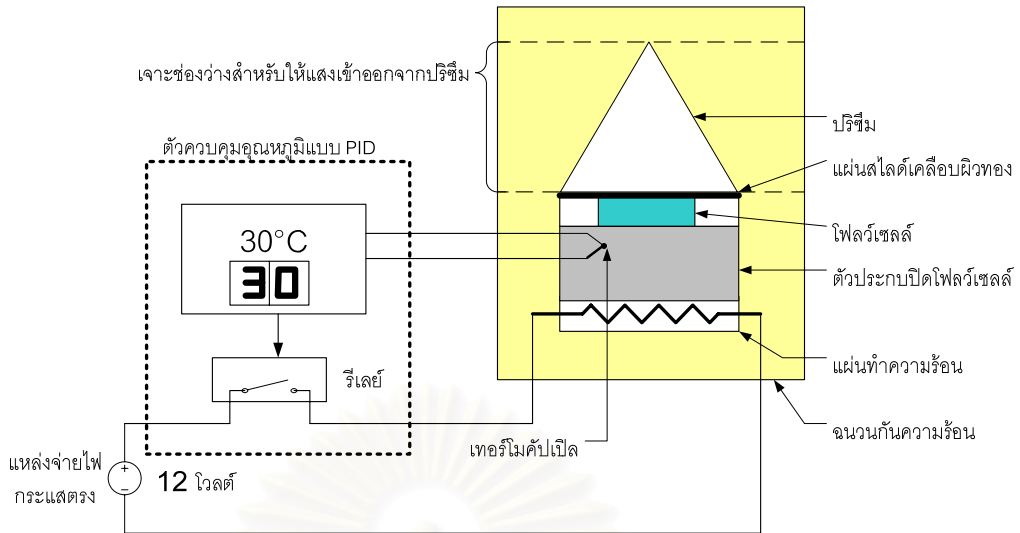 เจาะช่องว่างสำหรับให้แสงเข้าออกจากปริซึม
ปริซึม
ตัวควบคุมอุณหภูมิแบบ PID
แผ่นสไลด์เคลือบผิวทอง
โฟลว์เซลล์
30°C
30
ตัวประกบปิดโฟลว์เซลล์
แผ่นทำความร้อน
รีเลย์
ฉนวนกันความร้อน
เทอร์โมคัปเปิล
แหล่งจ่ายไฟ
กระแสตรง
+
−
12 โวลต์